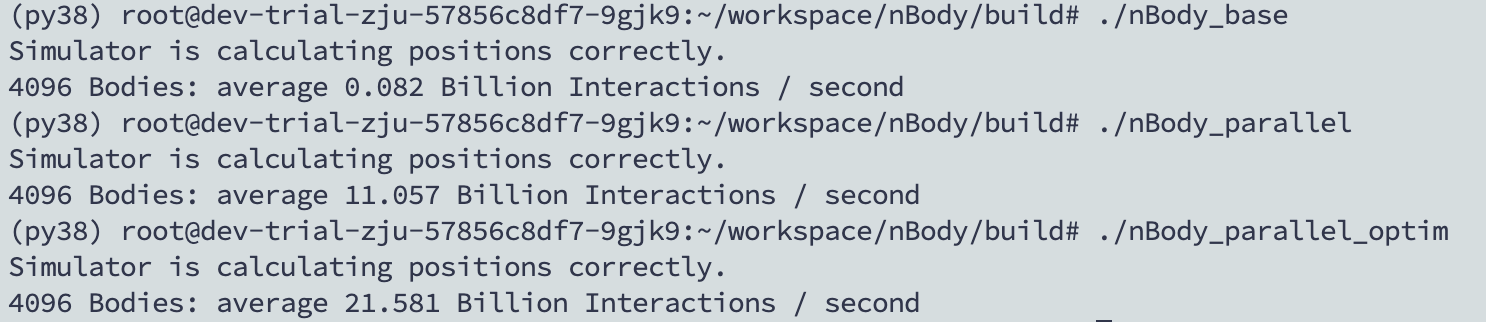 (py38) root@dev-trial-zju-57856c8df7-9gjk9:~/workspace/nBody/build# ./nBody_base
Simulator is calculating positions correctly.
4096 Bodies: average 0.082 Billion Interactions / second
(py38) root@dev-trial-zju-57856c8df7-9gjk9:~/workspace/nBody/build# ./nBody_parallel
Simulator is calculating positions correctly.
4096 Bodies: average 11.057 Billion Interactions / second
(py38) root@dev-trial-zju-57856c8df7-9gjk9:~/workspace/nBody/build# ./nBody_parallel_optim
Simulator is calculating positions correctly.
4096 Bodies: average 21.581 Billion Interactions / second